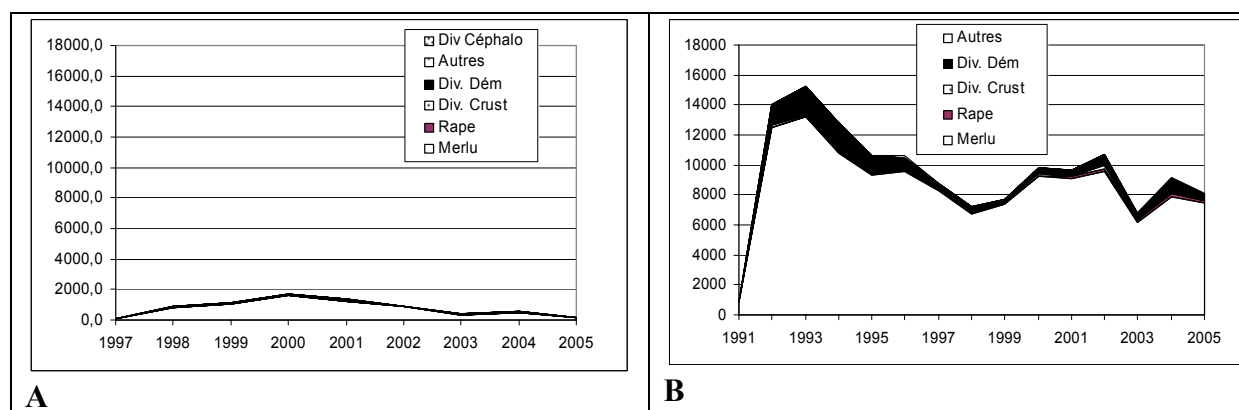 18000,0
16000,0
14000,0
12000,0
10000,0
8000,0
6000,0
4000,0
2000,0
0,0
1997 1998 1999 2000 2001 2002 2003 2004 2005
Div Céphalo
Autres
Div. Dém
Div. Crust
Rape
Merlu
A
18000
16000
14000
12000
10000
8000
6000
4000
2000
0
1991 1993 1995 1997 1999 2001 2003 2005
Autres
Div. Dém
Div. Crust
Rape
Merlu
B